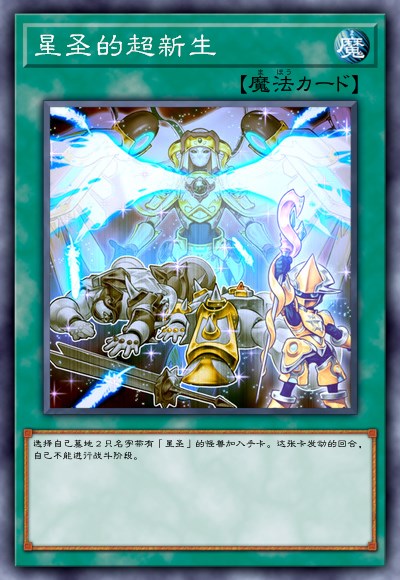 星圣的超新生
魔
【魔法カード】
ま ほう
选择自己墓地２只名字带有「星圣」的怪兽加入手卡。这张卡发动的回合，
自己不能进行战斗阶段。